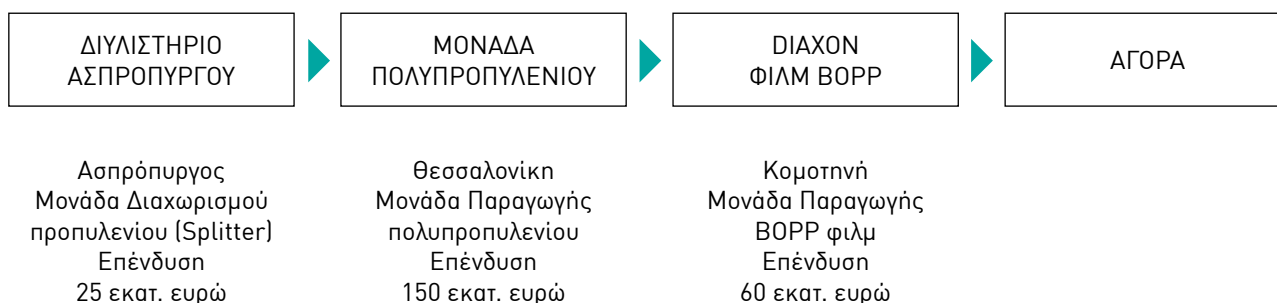 ΔΙΥΛΙΣΤΗΡΙΟ
ΑΣΠΡΟΠΥΡΓΟΥ
ΜΟΝΑΔΑ
ΠΟΛΥΠΡΟΠΥΛΕΝΙΟΥ
DIAXON
ΦΙΛΜ BOPP
ΑΓΟΡΑ
Ασπρόπυργος
Μονάδα Διαχωρισμού
προπυλενίου (Splitter)
Επένδυση
25 εκατ. ευρώ
Θεσσαλονίκη
Μονάδα Παραγωγής
πολυπροπυλενίου
Επένδυση
150 εκατ. ευρώ
Κομοτηνή
Μονάδα Παραγωγής
BOPP φιλμ
Επένδυση
60 εκατ. ευρώ